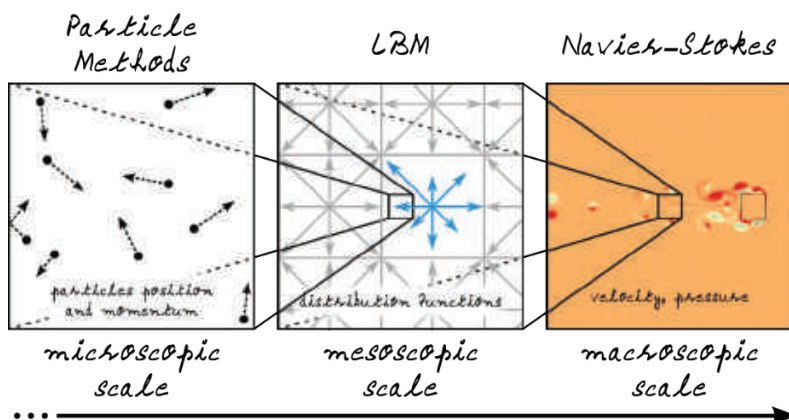 Particle
Methods
LBM
Navier-Stokes
particles position
and momentum
distribution functions
velocity, pressure
microscopic
scale
mesoscopic
scale
macroscopic
scale